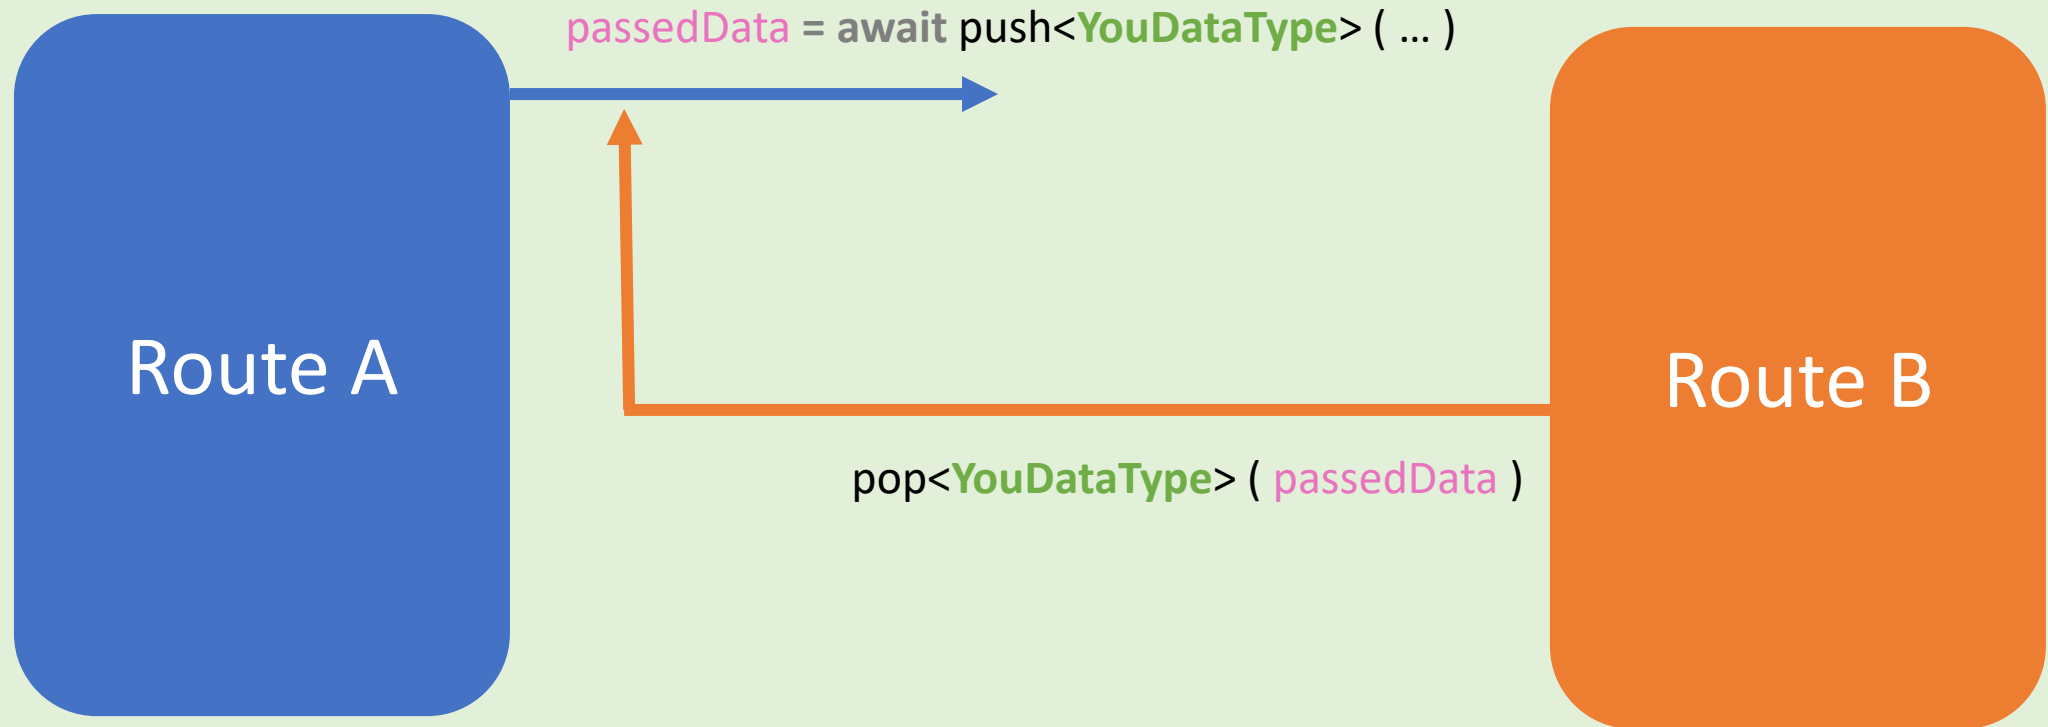 passedData = await push<YouDataType> ( ... )
Route A
Route B
pop<YouDataType> ( passedData )